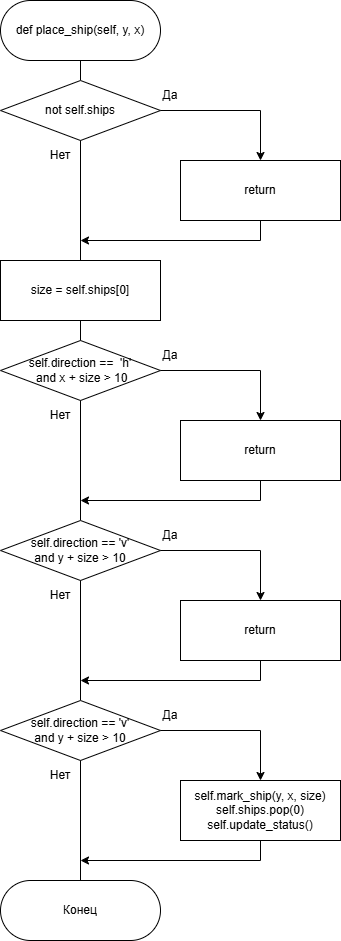 def place_ship(self, y, x)
not self.ships
Да
Нет
return
size = self.ships[0]
self.direction == 'h'
and x + size > 10
Да
Нет
return
self.direction == 'v'
and y + size > 10
Да
Нет
return
self.direction == 'v'
and y + size > 10
Да
Нет
self.mark_ship(y, x, size)
self.ships.pop(0)
self.update_status()
Конец